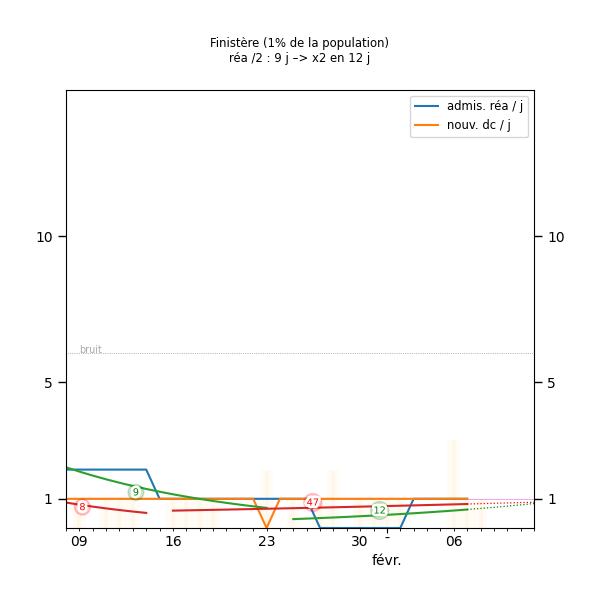 Finistère (1% de la population)
réa /2 : 9 j –> x2 en 12 j
admis. réa / j
nouv. dc / j
10 10
bruit
5 5
9
8
47
12
1 1
09 16 23 30 - 06
févr.